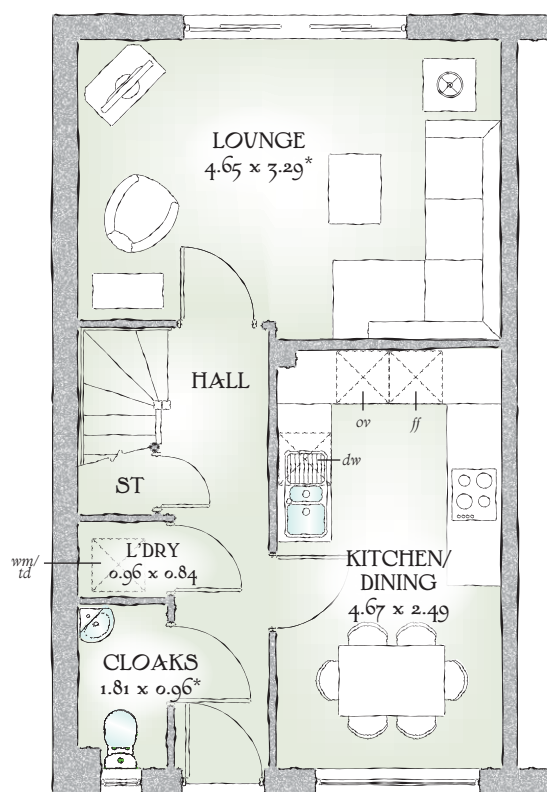 LOUNGE
4.65 x 3.29*
HALL
ov
ff
dw
ST
wm/
td
L'DRY
0.96 x 0.84
KITCHEN/
DINING
4.67 x 2.49
CLOAKS
1.81 x 0.96*